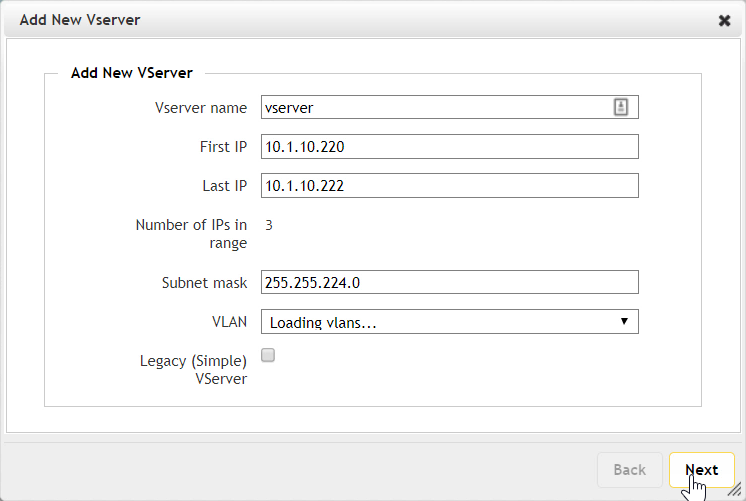 Add New Vserver
Add New VServer
Vserver name vserver
First IP 10.1.10.220
Last IP 10.1.10.222
Number of IPs in
range 3
Subnet mask 255.255.224.0
VLAN Loading vlans...
Legacy (Simple)
VServer
Back Next